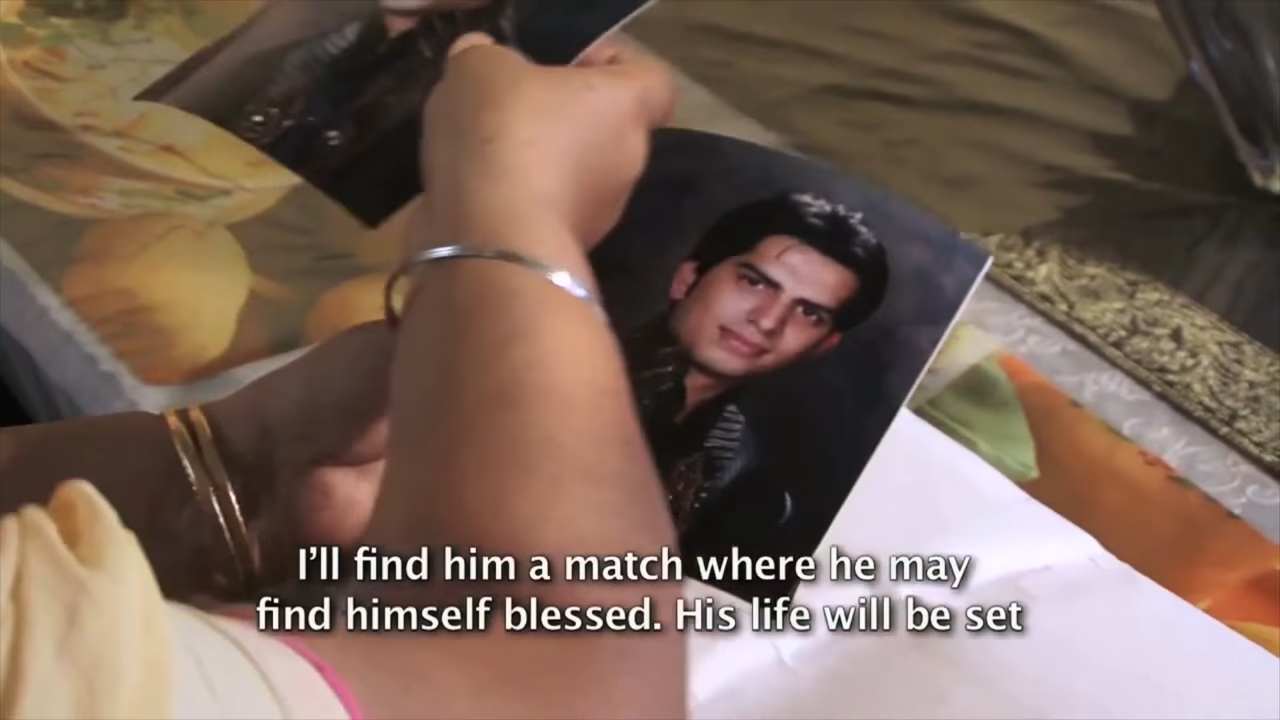 I'll find him a match where he may
find himself blessed. His life will be set